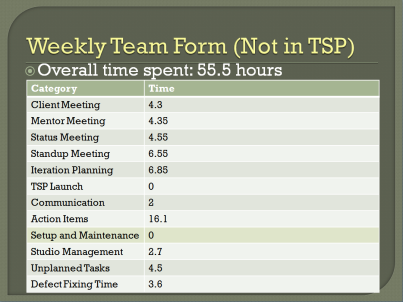 Weekly Team Form (Not in TSP)
Overall time spent: 55.5 hours
Category Time
Client Meeting 4.3
Mentor Meeting 4.35
Status Meeting 4.55
Standup Meeting 6.55
Iteration Planning 6.85
TSP Launch 0
Communication 2
Action Items 16.1
Setup and Maintenance 0
Studio Management 2.7
Unplanned Tasks 4.5
Defect Fixing Time 3.6